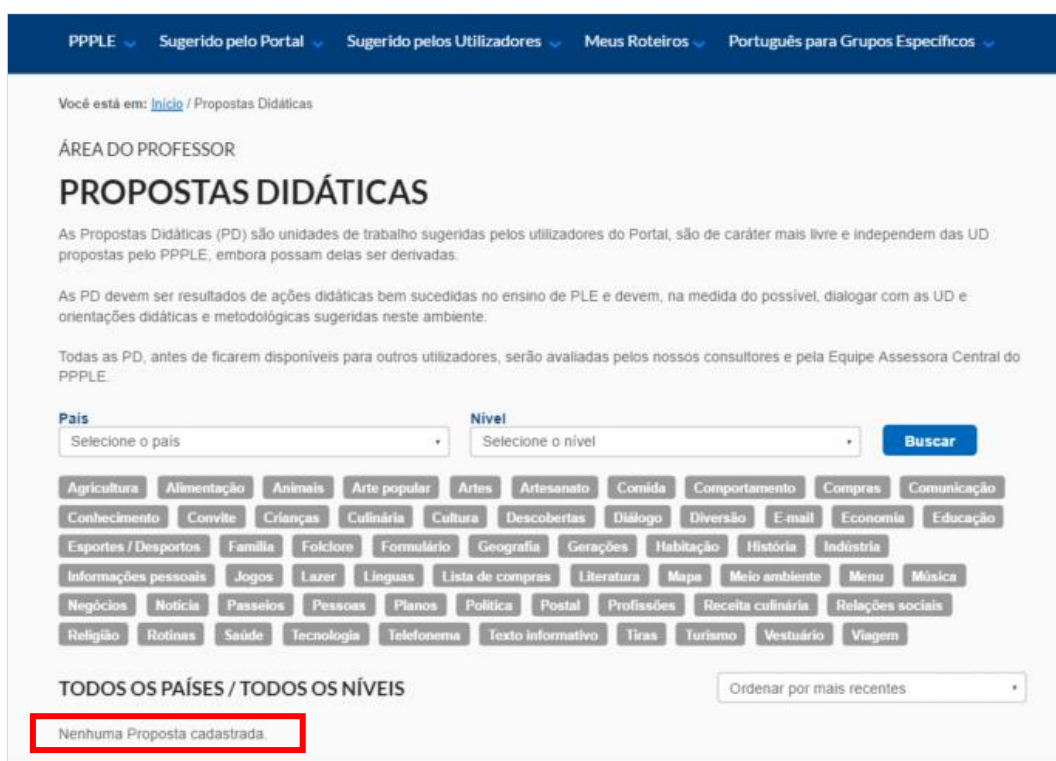 PPPLE Sugerido pelo Portal Sugerido pelos Utilizadores Meus Roteiros Português para Grupos Específicos
Você está em: Início / Propostas Didáticas
ÁREA DO PROFESSOR
PROPOSTAS DIDÁTICAS
As Propostas Didáticas (PD) são unidades de trabalho sugeridas pelos utilizadores do Portal, são de caráter mais livre e independem das UD
propostas pelo PPPLE, embora possam delas ser derivadas.
As PD devem ser resultados de ações didáticas bem sucedidas no ensino de PLE e devem, na medida do possível, dialogar com as UD e
orientações didáticas e metodológicas sugeridas neste ambiente.
Todas as PD, antes de ficarem disponíveis para outros utilizadores, serão avaliadas pelos nossos consultores e pela Equipe Assessora Central do
PPPLE.
País Nível
Selecione o país Selecione o nível Buscar
Agricultura Alimentação Animais Arte popular Artes Artesanato Comida Comportamento Compras Comunicação
Conhecimento Convite Crianças Culinária Cultura Descobertas Diálogo Diversão E-mail Economia Educação
Esportes / Desportos Família Folclore Formulário Geografia Gerações Habitação História Indústria
Informações pessoais Jogos Lazer Línguas Lista de compras Literatura Mapa Meio ambiente Menu Música
Negócios Notícia Passeios Pessoas Planos Política Postal Profissões Receita culinária Relações sociais
Religião Rotinas Saúde Tecnologia Telefonema Texto informativo Tiras Turismo Vestuário Viagem
TODOS OS PAÍSES / TODOS OS NÍVEIS Ordenar por mais recentes
Nenhuma Proposta cadastrada.